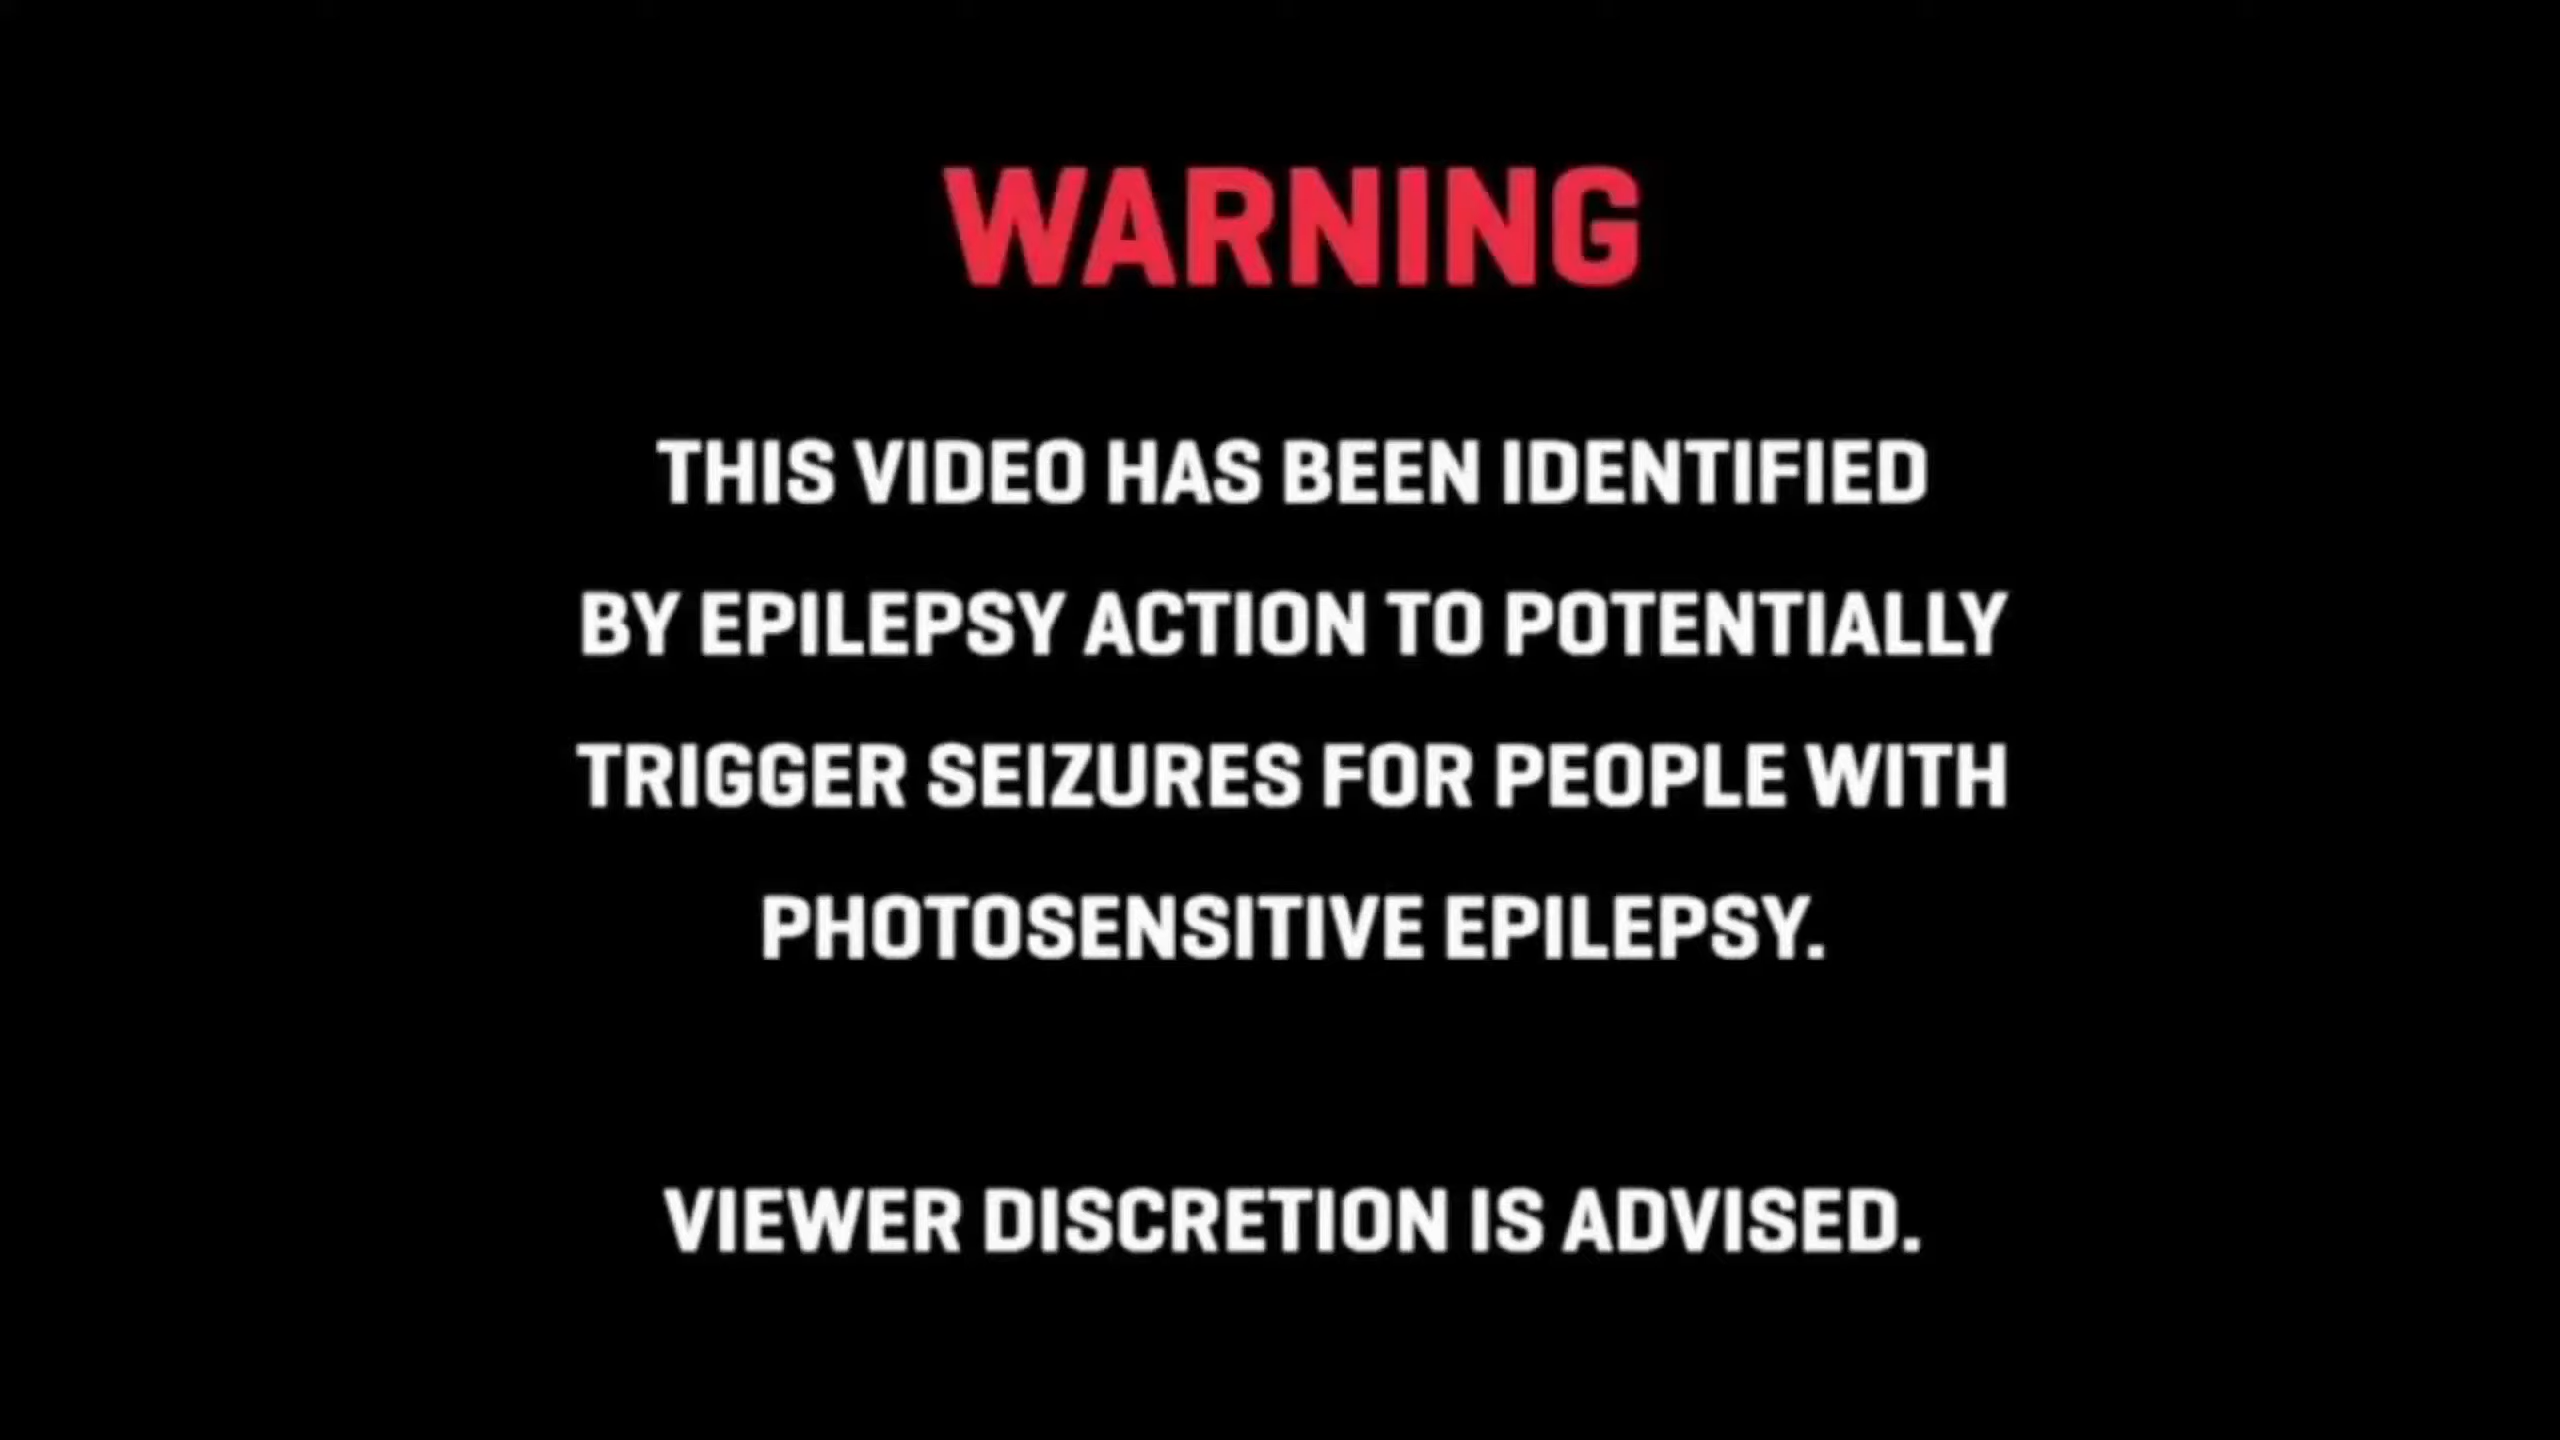 WARNING
THIS VIDEO HAS BEEN IDENTIFIED
BY EPILEPSY ACTION TO POTENTIALLY
TRIGGER SEIZURES FOR PEOPLE WITH
PHOTOSENSITIVE EPILEPSY.
VIEWER DISCRETION IS ADVISED.